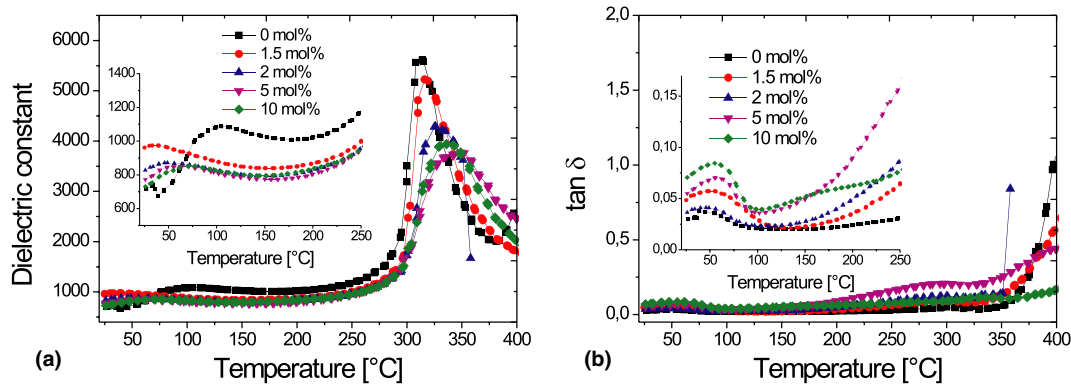 6000
5000
4000
3000
2000
1000
Dielectric constant
0 mol%
1.5 mol%
2 mol%
5 mol%
10 mol%
1400
1200
1000
800
600
50 100 150 200 250
Temperature [°C]
50 100 150 200 250 300 350 400
Temperature [°C]
(a)
2,0
1,5
1,0
0,5
0,0
tan δ
0 mol%
1.5 mol%
2 mol%
5 mol%
10 mol%
0,15
0,10
0,05
0,00
50 100 150 200 250
Temperature [°C]
50 100 150 200 250 300 350 400
Temperature [°C]
(b)